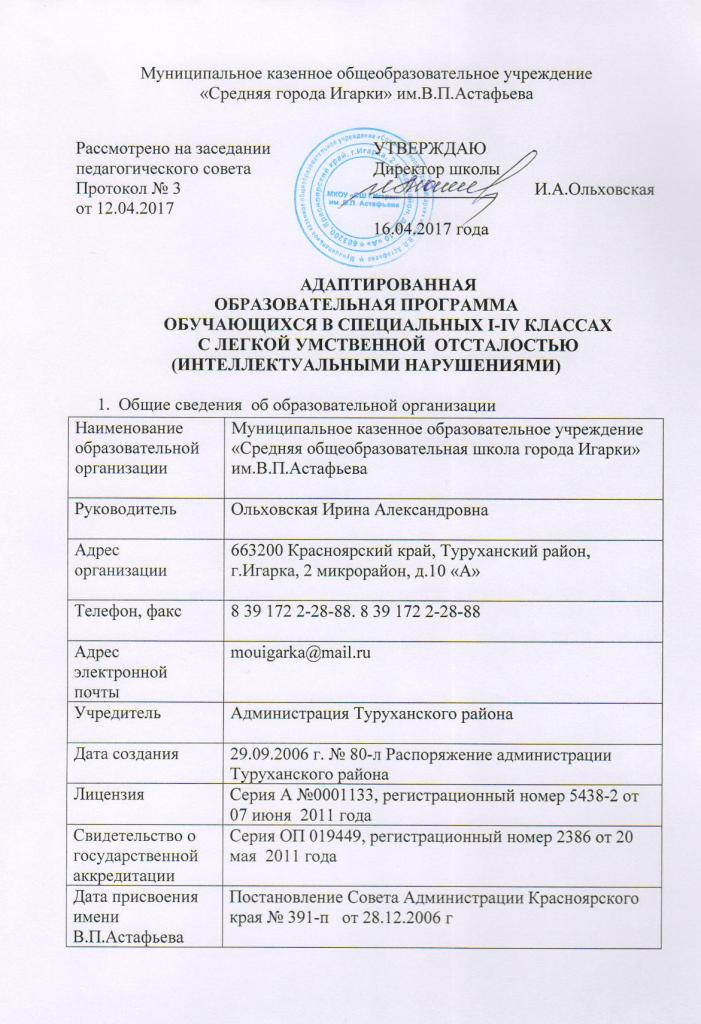 Муниципальное казенное общеобразовательное учреждение
«Средняя города Игарки» им.В.П.Астафьева
Рассмотрено на заседании
педагогического совета
Протокол № 3
от 12.04.2017
УТВЕРЖДАЮ
Директор школы
И.А.Ольховская
16.04.2017 года
МКОУ «СШ г.Игарки»
им. В.П. Астафьева
АДАПТИРОВАННАЯ
ОБРАЗОВАТЕЛЬНАЯ ПРОГРАММА
ОБУЧАЮЩИХСЯ В СПЕЦИАЛЬНЫХ I-IV КЛАССАХ
С ЛЕГКОЙ УМСТВЕННОЙ ОТСТАЛОСТЬЮ
(ИНТЕЛЛЕКТУАЛЬНЫМИ НАРУШЕНИЯМИ)
1. Общие сведения об образовательной организации
Наименование
образовательной
организации
Муниципальное казенное образовательное учреждение
«Средняя общеобразовательная школа города Игарки»
им.В.П.Астафьева
Руководитель
Ольховская Ирина Александровна
Адрес
организации
663200 Красноярский край, Туруханский район,
г.Игарка, 2 микрорайон, д.10 «А»
Телефон, факс
8 39 172 2-28-88. 8 39 172 2-28-88
Адрес
электронной
почты
mouigarka@mail.ru
Учредитель
Администрация Туруханского района
Дата создания
29.09.2006 г. № 80-л Распоряжение администрации
Туруханского района
Лицензия
Серия А №0001133, регистрационный номер 5438-2 от
07 июня 2011 года
Свидетельство о
государственной
аккредитации
Серия ОП 019449, регистрационный номер 2386 от 20
мая 2011 года
Дата присвоения
имени
В.П.Астафьева
Постановление Совета Администрации Красноярского
края № 391-п от 28.12.2006 г